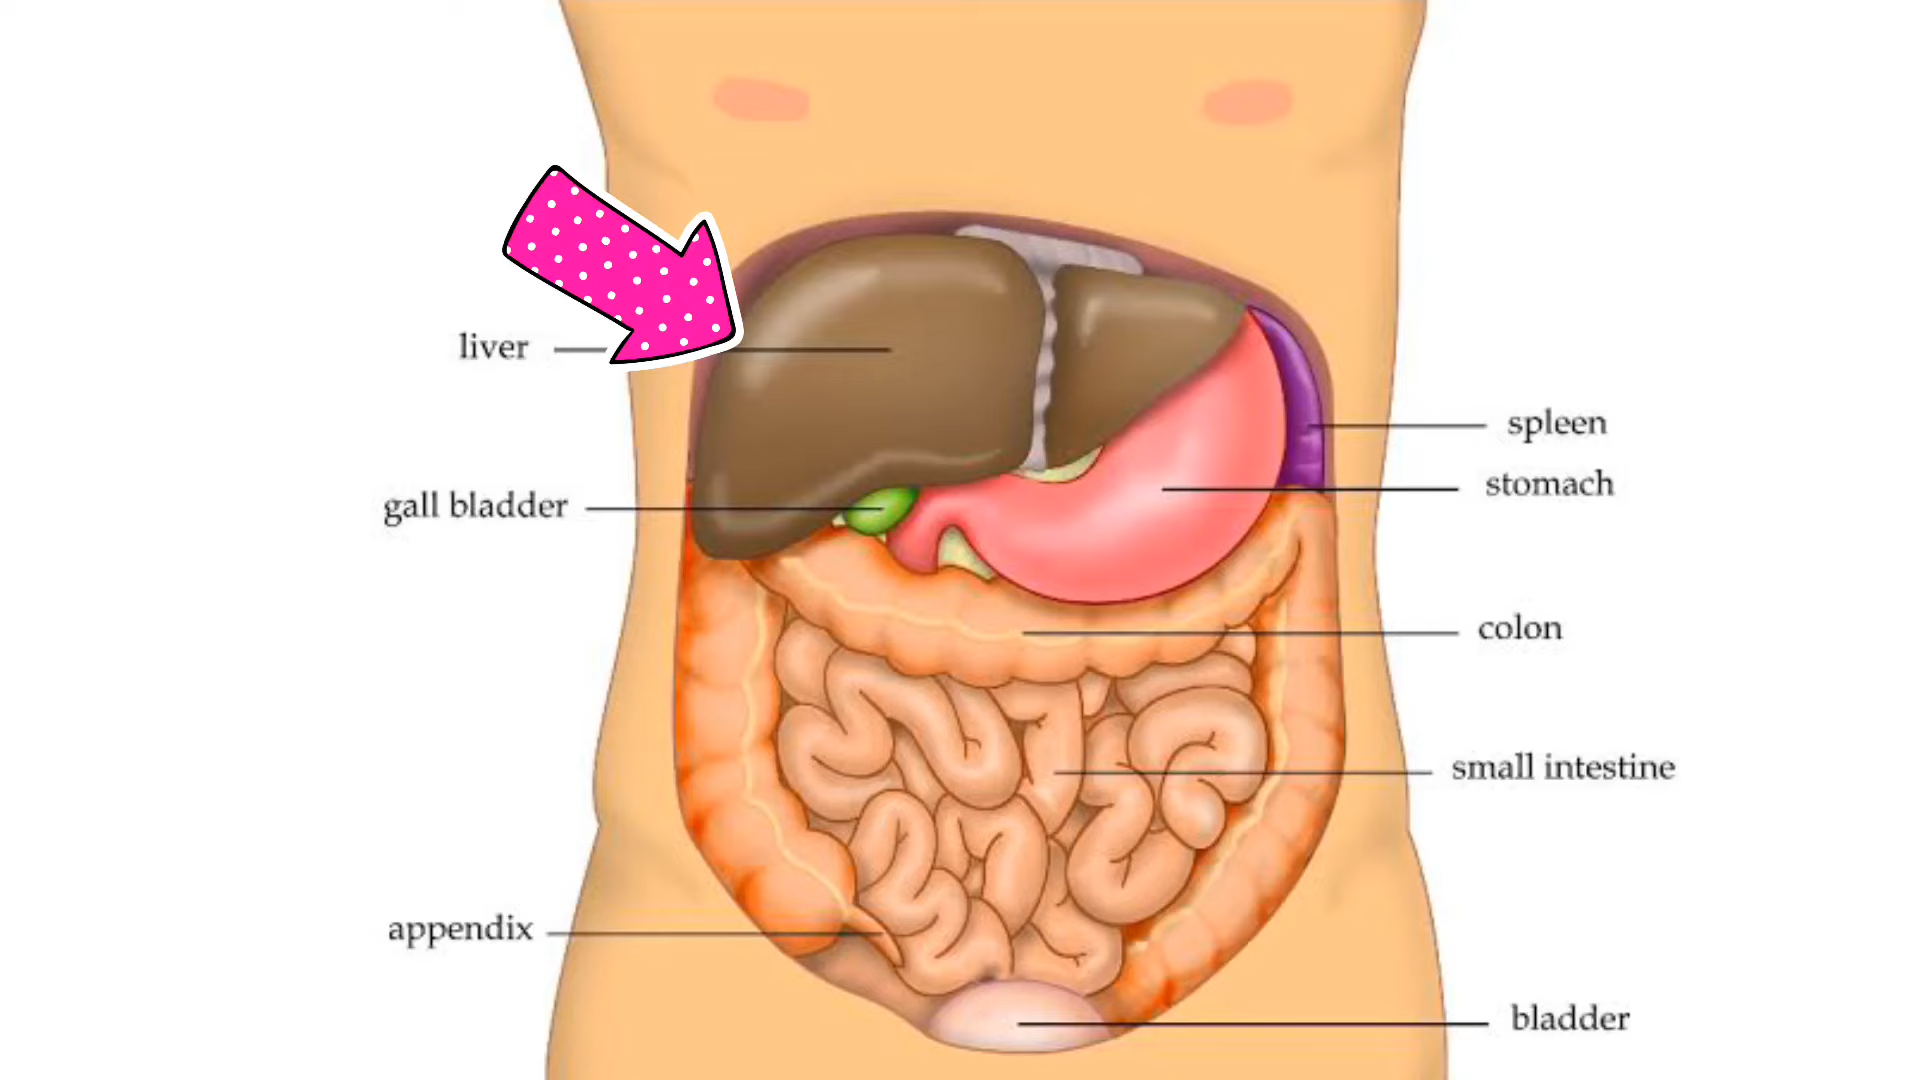 liver
spleen
stomach
gall bladder
colon
small intestine
appendix
bladder